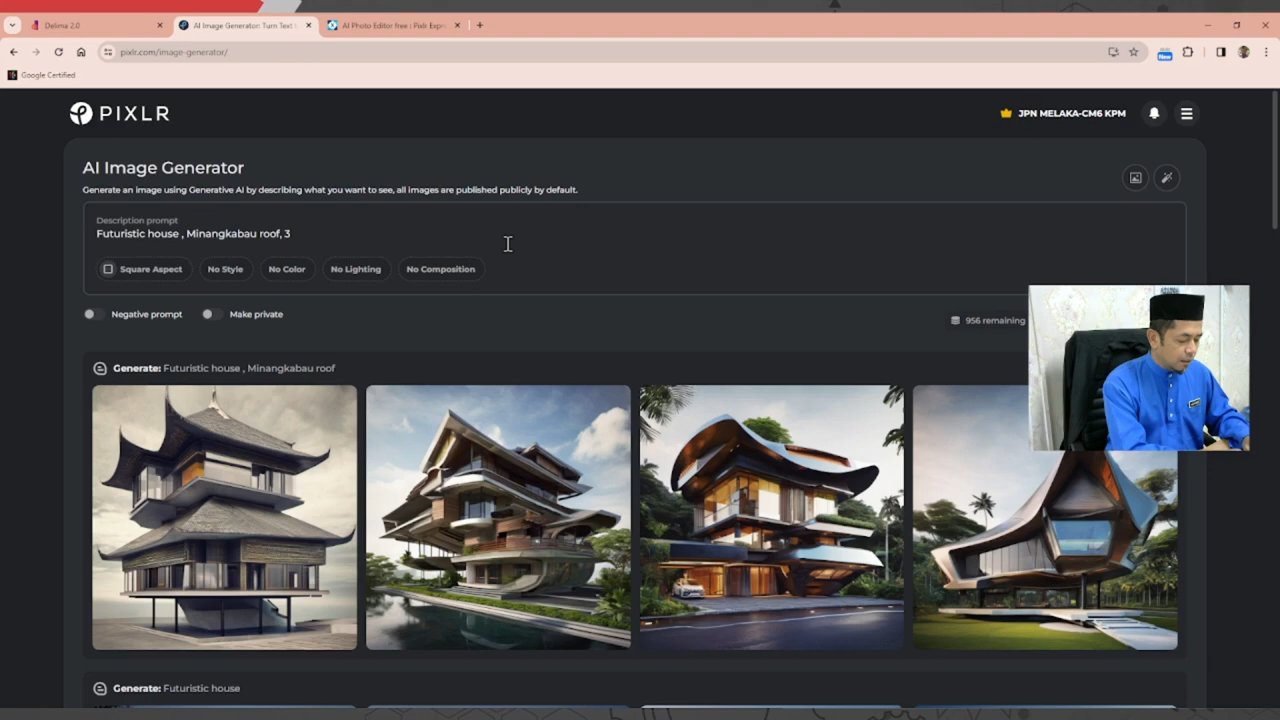 Delima 2.0
AI Image Generaton Turn Text t
AI Photo Editor free : Pixlr Expre
pixlr.com/image-generator/
New
Google Certified
PIXLR
JPN MELAKA-CM6 KPM
AI Image Generator
Generate an image using Generative AI by describing what you want to see, all images are published publicly by default.
Description prompt
Futuristic house , Minangkabau roof, 3
Square Aspect
No Style
No Color
No Lighting
No Composition
Negative prompt
Make private
956 remaining
Generate: Futuristic house , Minangkabau roof
Generate: Futuristic house